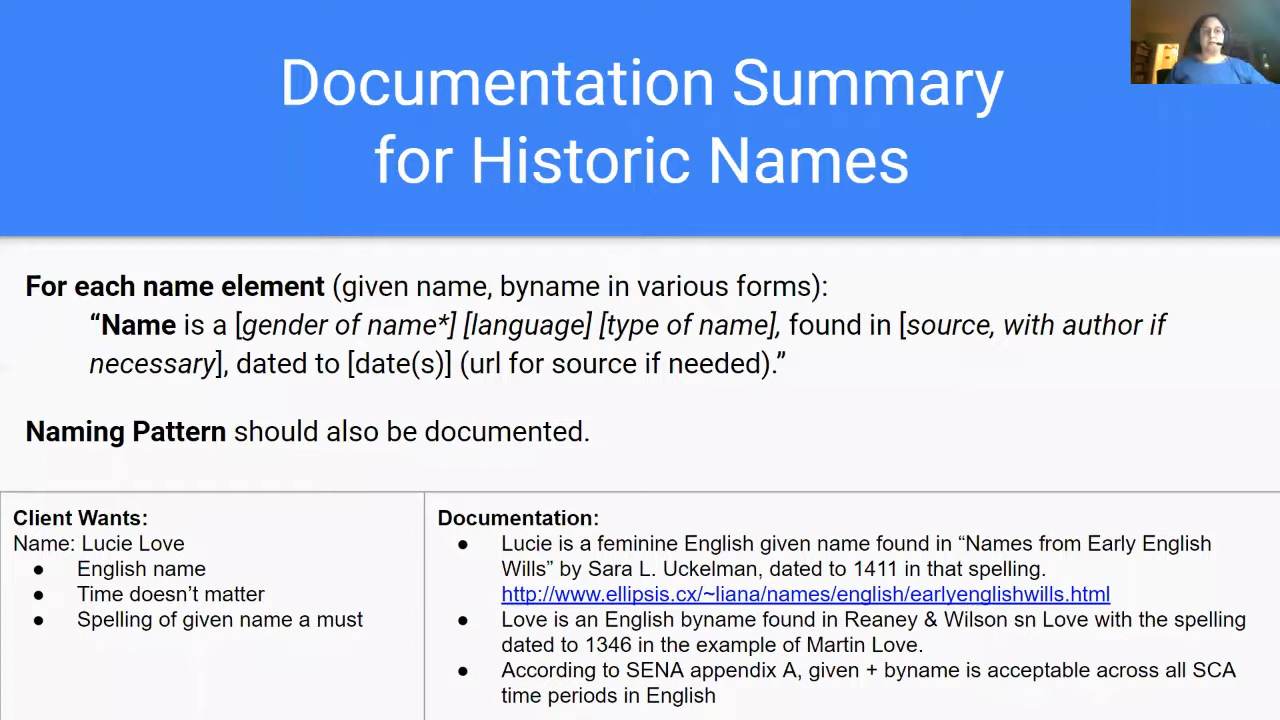 Documentation Summary
for Historic Names
For each name element (given name, byname in various forms):
“Name is a [gender of name*] [language] [type of name], found in [source, with author if
necessary], dated to [date(s)] (url for source if needed).”
Naming Pattern should also be documented.
Client Wants:
Name: Lucie Love
● English name
● Time doesn’t matter
● Spelling of given name a must
Documentation:
● Lucie is a feminine English given name found in “Names from Early English
Wills” by Sara L. Uckelman, dated to 1411 in that spelling.
http://www.ellipsis.cx/~liana/names/english/earlyenglishwills.html
● Love is an English byname found in Reaney & Wilson sn Love with the spelling
dated to 1346 in the example of Martin Love.
● According to SENA appendix A, given + byname is acceptable across all SCA
time periods in English